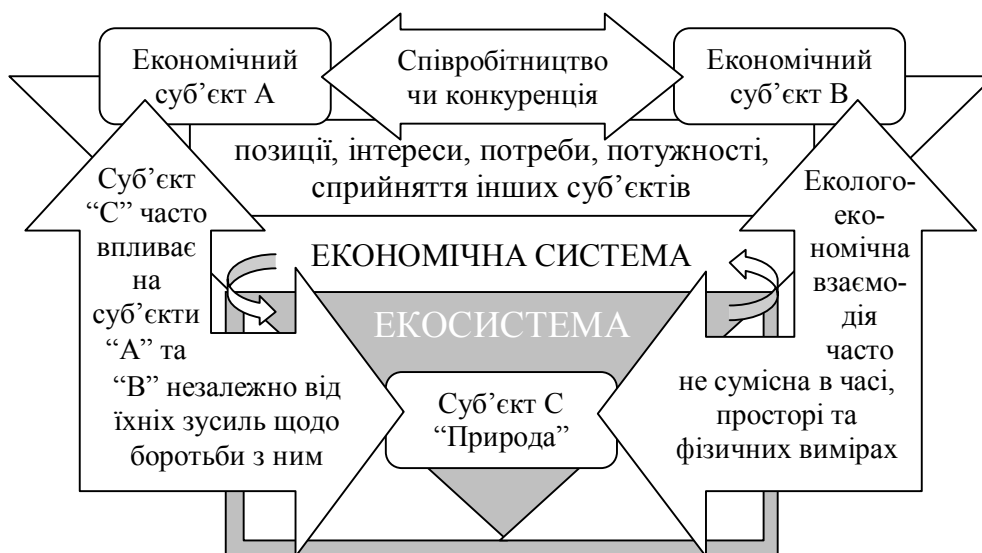 Економічний
суб’єкт А
Співробітництво
чи конкуренція
Економічний
суб’єкт В
позиції, інтереси, потреби, потужності,
сприйняття інших суб’єктів
Суб’єкт
“С” часто
впливає
на
суб’єкти
“А” та
“В” незалежно від
їхніх зусиль щодо
боротьби з ним
ЕКОНОМІЧНА СИСТЕМА
ЕКОСИСТЕМА
Суб’єкт С
“Природа”
Еколого-
еко-
номічна
взаємо-
дія
часто
не сумісна в часі,
просторі та
фізичних вимірах